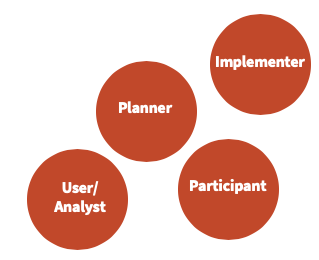 Implementer
Planner
Participant
User/
Analyst